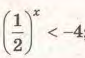 (1/2)^x < -4;